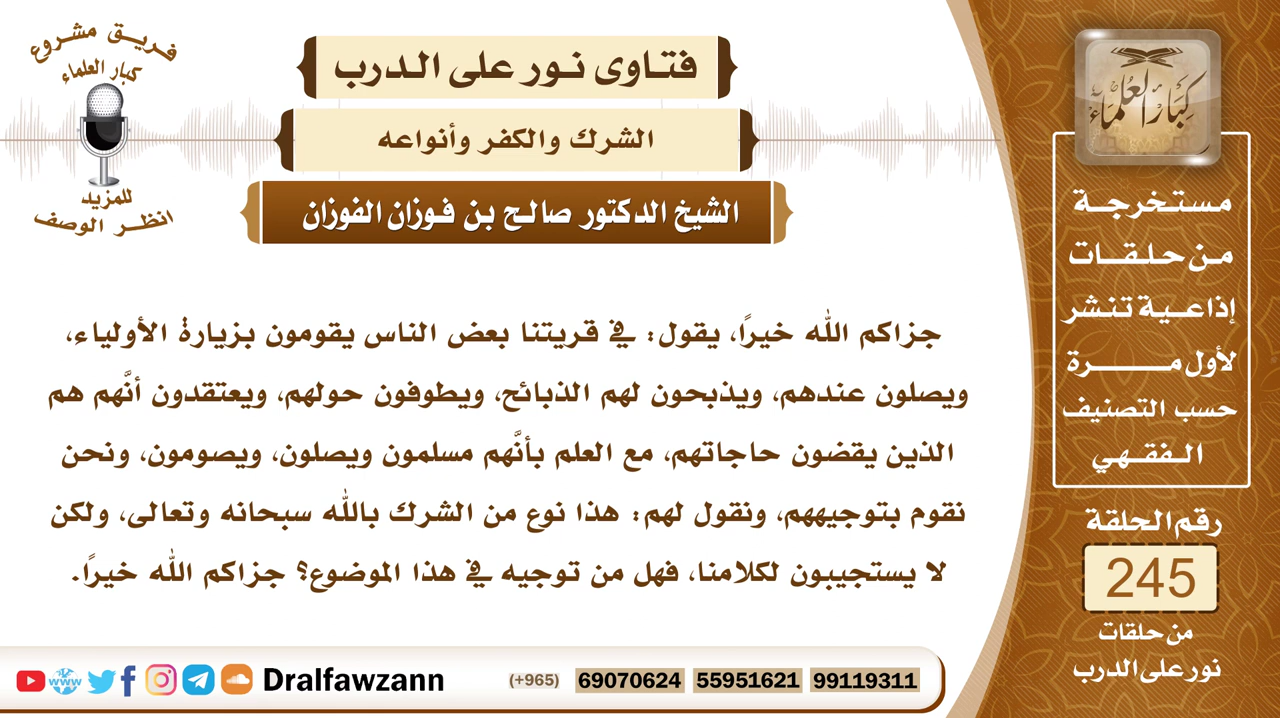 فريق مشروع
كبار العلماء
للمزيد
انظر الوصف
فتاوى نور على الدرب
الشرك والكفر وأنواعه
الشيخ الدكتور صالح بن فوزان الفوزان
جزاكم الله خيرًا، يقول: في قريتنا بعض الناس يقومون بزيارة الأولياء،
ويصلون عندهم، ويذبحون لهم الذبائح، ويطوفون حولهم، ويعتقدون أنَّهم هم
الذين يقضون حاجاتهم، مع العلم بأنَّهم مسلمون ويصلون، ويصومون، ونحن
نقوم بتوجيههم، ونقول لهم: هذا نوع من الشرك بالله سبحانه وتعالى، ولكن
لا يستجيبون لكلامنا، فهل من توجيه في هذا الموضوع؟ جزاكم الله خيرًا.
كبار العلماء
مستخرجة
من حلقات
إذاعية تنشر
لأول مرة
حسب التصنيف
الفقهي
رقم الحلقة
245
من حلقات
نور على الدرب
www Dralfawzann (+965) 69070624 55951621 99119311